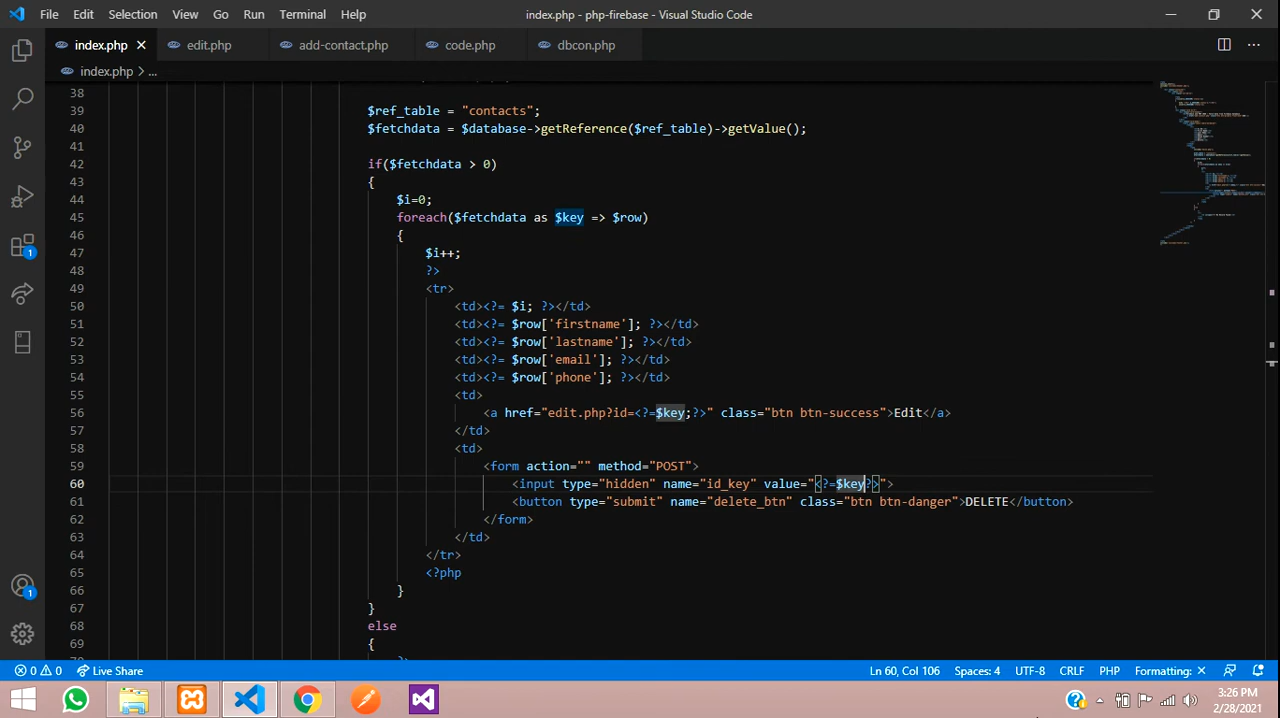 File Edit Selection View Go Run Terminal Help index.php - php-firebase - Visual Studio Code
index.php edit.php add-contact.php code.php dbcon.php
index.php > ...
38
39 $ref_table = "contacts";
40 $fetchdata = $database->getReference($ref_table)->getValue();
41
42 if($fetchdata > 0)
43 {
44 $i=0;
45 foreach($fetchdata as $key => $row)
46 {
47 $i++;
48 ?>
49 <tr>
50 <td><?= $i; ?></td>
51 <td><?= $row['firstname']; ?></td>
52 <td><?= $row['lastname']; ?></td>
53 <td><?= $row['email']; ?></td>
54 <td><?= $row['phone']; ?></td>
55 <td>
56 <a href="edit.php?id=<?=$key;?>" class="btn btn-success">Edit</a>
57 </td>
58 <td>
59 <form action="" method="POST">
60 <input type="hidden" name="id_key" value="<?=$key?>">
61 <button type="submit" name="delete_btn" class="btn btn-danger">DELETE</button>
62 </form>
63 </td>
64 </tr>
65 <?php
66 }
67 }
68 else
69 {
1
1
0 0 Live Share Ln 60, Col 106 Spaces: 4 UTF-8 CRLF PHP Formatting: ×
3:26 PM
2/28/2021